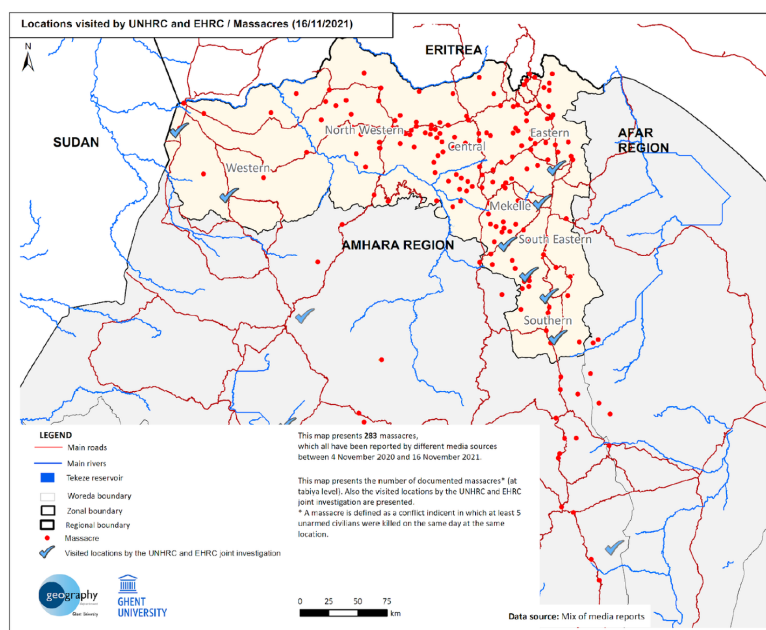 Locations visited by UNHRC and EHRC / Massacres (16/11/2021)
N
ERITREA
SUDAN
North Western
Eastern
AFAR
REGION
Central
Western
Mekelle
AMHARA REGION
South Eastern
Southern
LEGEND
Main roads
Main rivers
Tekeze reservoir
Woreda boundary
Zonal boundary
Regional boundary
Massacre
Visited locations by the UNHRC and EHRC joint investigation
This map presents 283 massacres,
which all have been reported by different media sources
between 4 November 2020 and 16 November 2021.
This map presents the number of documented massacres* (at
tabiya level). Also the visited locations by the UNHRC and EHRC
joint investigation are presented.
* A massacre is defined as a conflict indicent in which at least 5
unarmed civilians were killed on the same day at the same
location.
geography
GHENT
UNIVERSITY
0 25 50 75
km
Data source: Mix of media reports